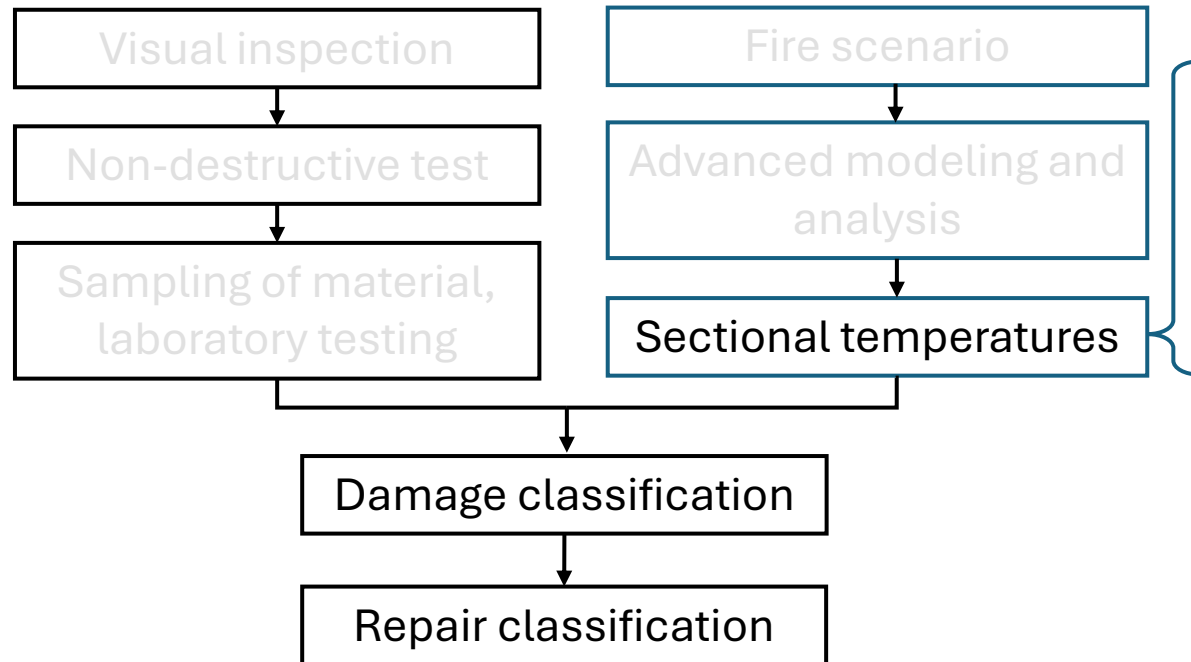 Visual inspection
Non-destructive test
Sampling of material,
laboratory testing
Fire scenario
Advanced modeling and
analysis
Sectional temperatures
Damage classification
Repair classification